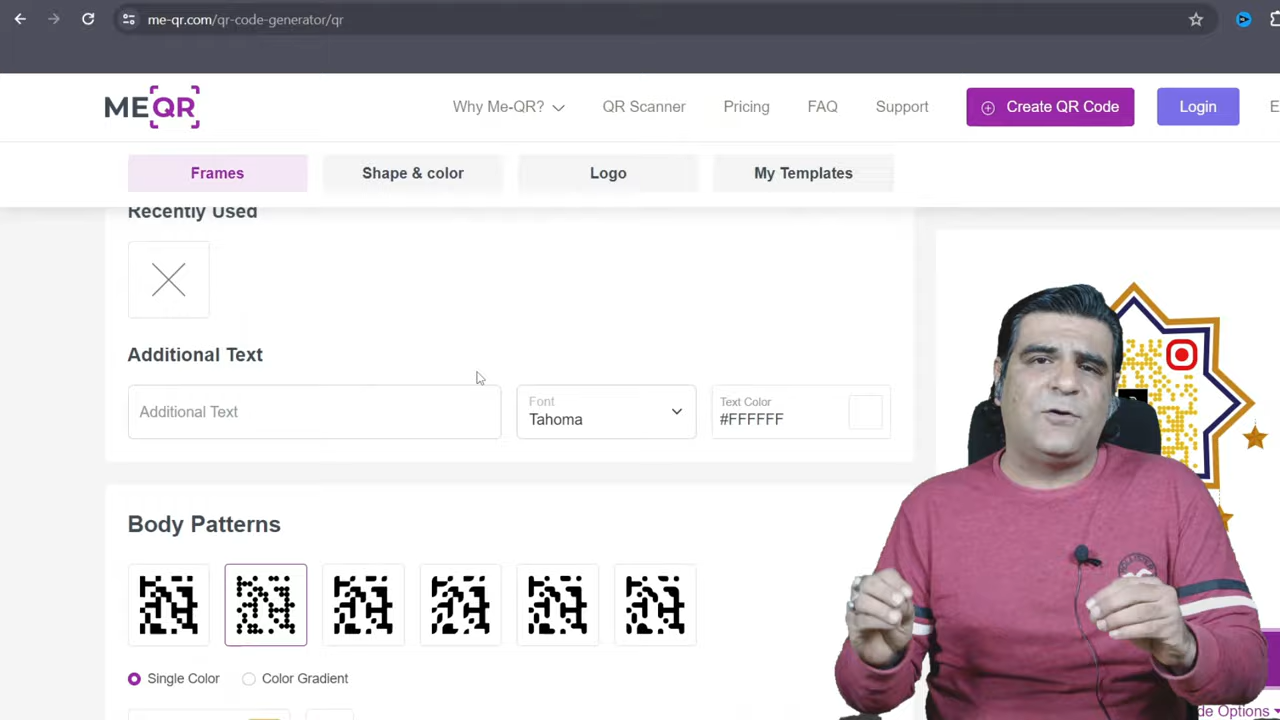 me-qr.com/qr-code-generator/qr
MEQR
Why Me-QR?
QR Scanner
Pricing
FAQ
Support
Create QR Code
Login
E
Frames
Shape & color
Logo
My Templates
Recently Used
Additional Text
Additional Text
Font
Tahoma
Text Color
#FFFFFF
Body Patterns
Single Color
Color Gradient
de Options